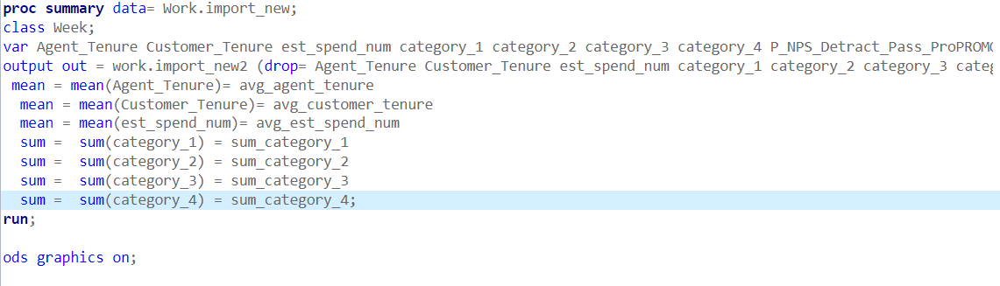 proc summary data= Work.import_new;
class Week;
var Agent_Tenure Customer_Tenure est_spend_num category_1 category_2 category_3 category_4 P_NPS_Detract_Pass_ProPROMO
output out = work.import_new2 (drop= Agent_Tenure Customer_Tenure est_spend_num category_1 category_2 category_3 categ
mean = mean(Agent_Tenure)= avg_agent_tenure
mean = mean(Customer_Tenure)= avg_customer_tenure
mean = mean(est_spend_num)= avg_est_spend_num
sum = sum(category_1) = sum_category_1
sum = sum(category_2) = sum_category_2
sum = sum(category_3) = sum_category_3
sum = sum(category_4) = sum_category_4;
run;
ods graphics on;